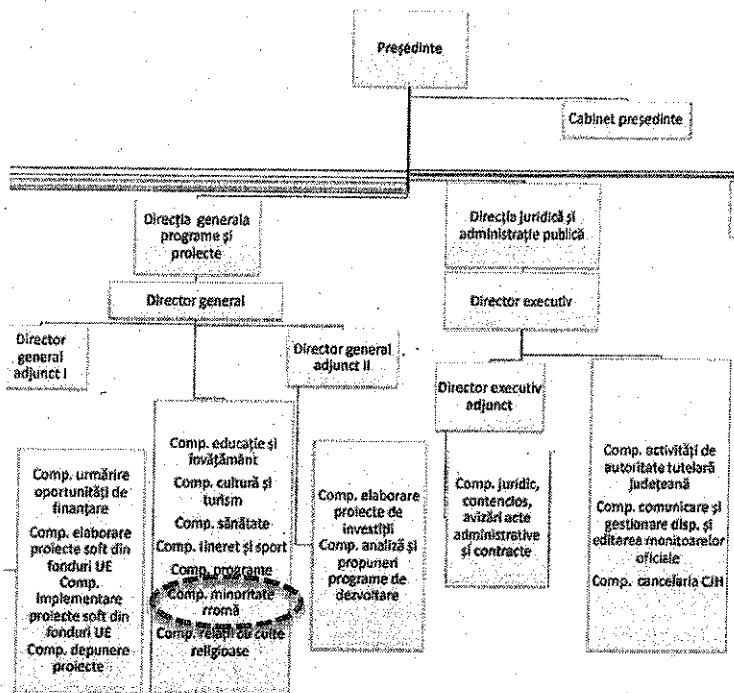 Președinte
Cabinet președinte
Direcția generala
programe și
proiecte
Director general
Director
general
adjunct I
Director general
adjunct II
Comp. urmărire
oportunități de
finanțare
Comp. elaborare
proiecte soft din
fonduri UE
Comp.
implementare
proiecte soft din
fonduri UE
Comp. depunere
proiecte
Comp. educație și
învățământ
Comp. cultură și
turism
Comp. sănătate
Comp. tineret și sport
Comp. programe
Comp. minoritate
rromă
Comp. relații cu culte
religioase
Comp. elaborare
proiecte de
investiții
Comp. analiză și
propuneri
programe de
dezvoltare
Direcția juridică și
administrație publică
Director executiv
Director executiv
adjunct
Comp. juridic,
contencios,
avizări acte
administrative
și contracte
Comp. activități de
autoritate tutelară
județeană
Comp. comunicare și
gestionare disp. și
editarea monitoarelor
oficiale
Comp. cancelaria CJH